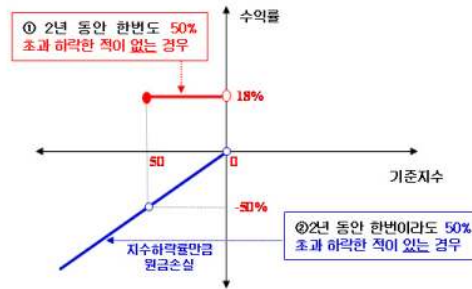 ① 2년 동안 한번도 50%
초과 하락한 적이 없는 경우
수익률
18%
50
0
기준지수
-50%
지수하락률만큼
원금손실
②2년 동안 한번이라도 50%
초과 하락한 적이 있는 경우